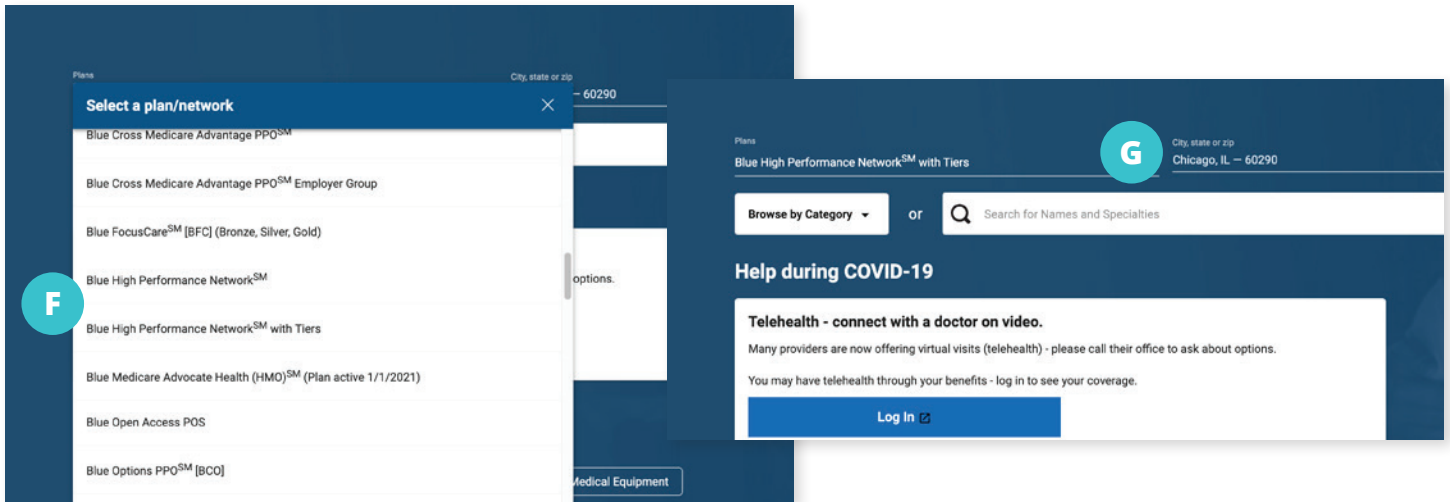 Plans
City, state or zip
– 60290
Select a plan/network
Blue Cross Medicare Advantage PPOSM
Blue Cross Medicare Advantage PPOSM Employer Group
Blue FocusCareSM [BFC] (Bronze, Silver, Gold)
Blue High Performance NetworkSM
options.
F
Blue High Performance NetworkSM with Tiers
Blue Medicare Advocate Health (HMO)SM (Plan active 1/1/2021)
Blue Open Access POS
Blue Options PPOSM [BCO]
Medical Equipment
Plans
Blue High Performance NetworkSM with Tiers
G
City, state or zip
Chicago, IL – 60290
Browse by Category
or
Search for Names and Specialties
Help during COVID-19
Telehealth - connect with a doctor on video.
Many providers are now offering virtual visits (telehealth) - please call their office to ask about options.
You may have telehealth through your benefits - log in to see your coverage.
Log In